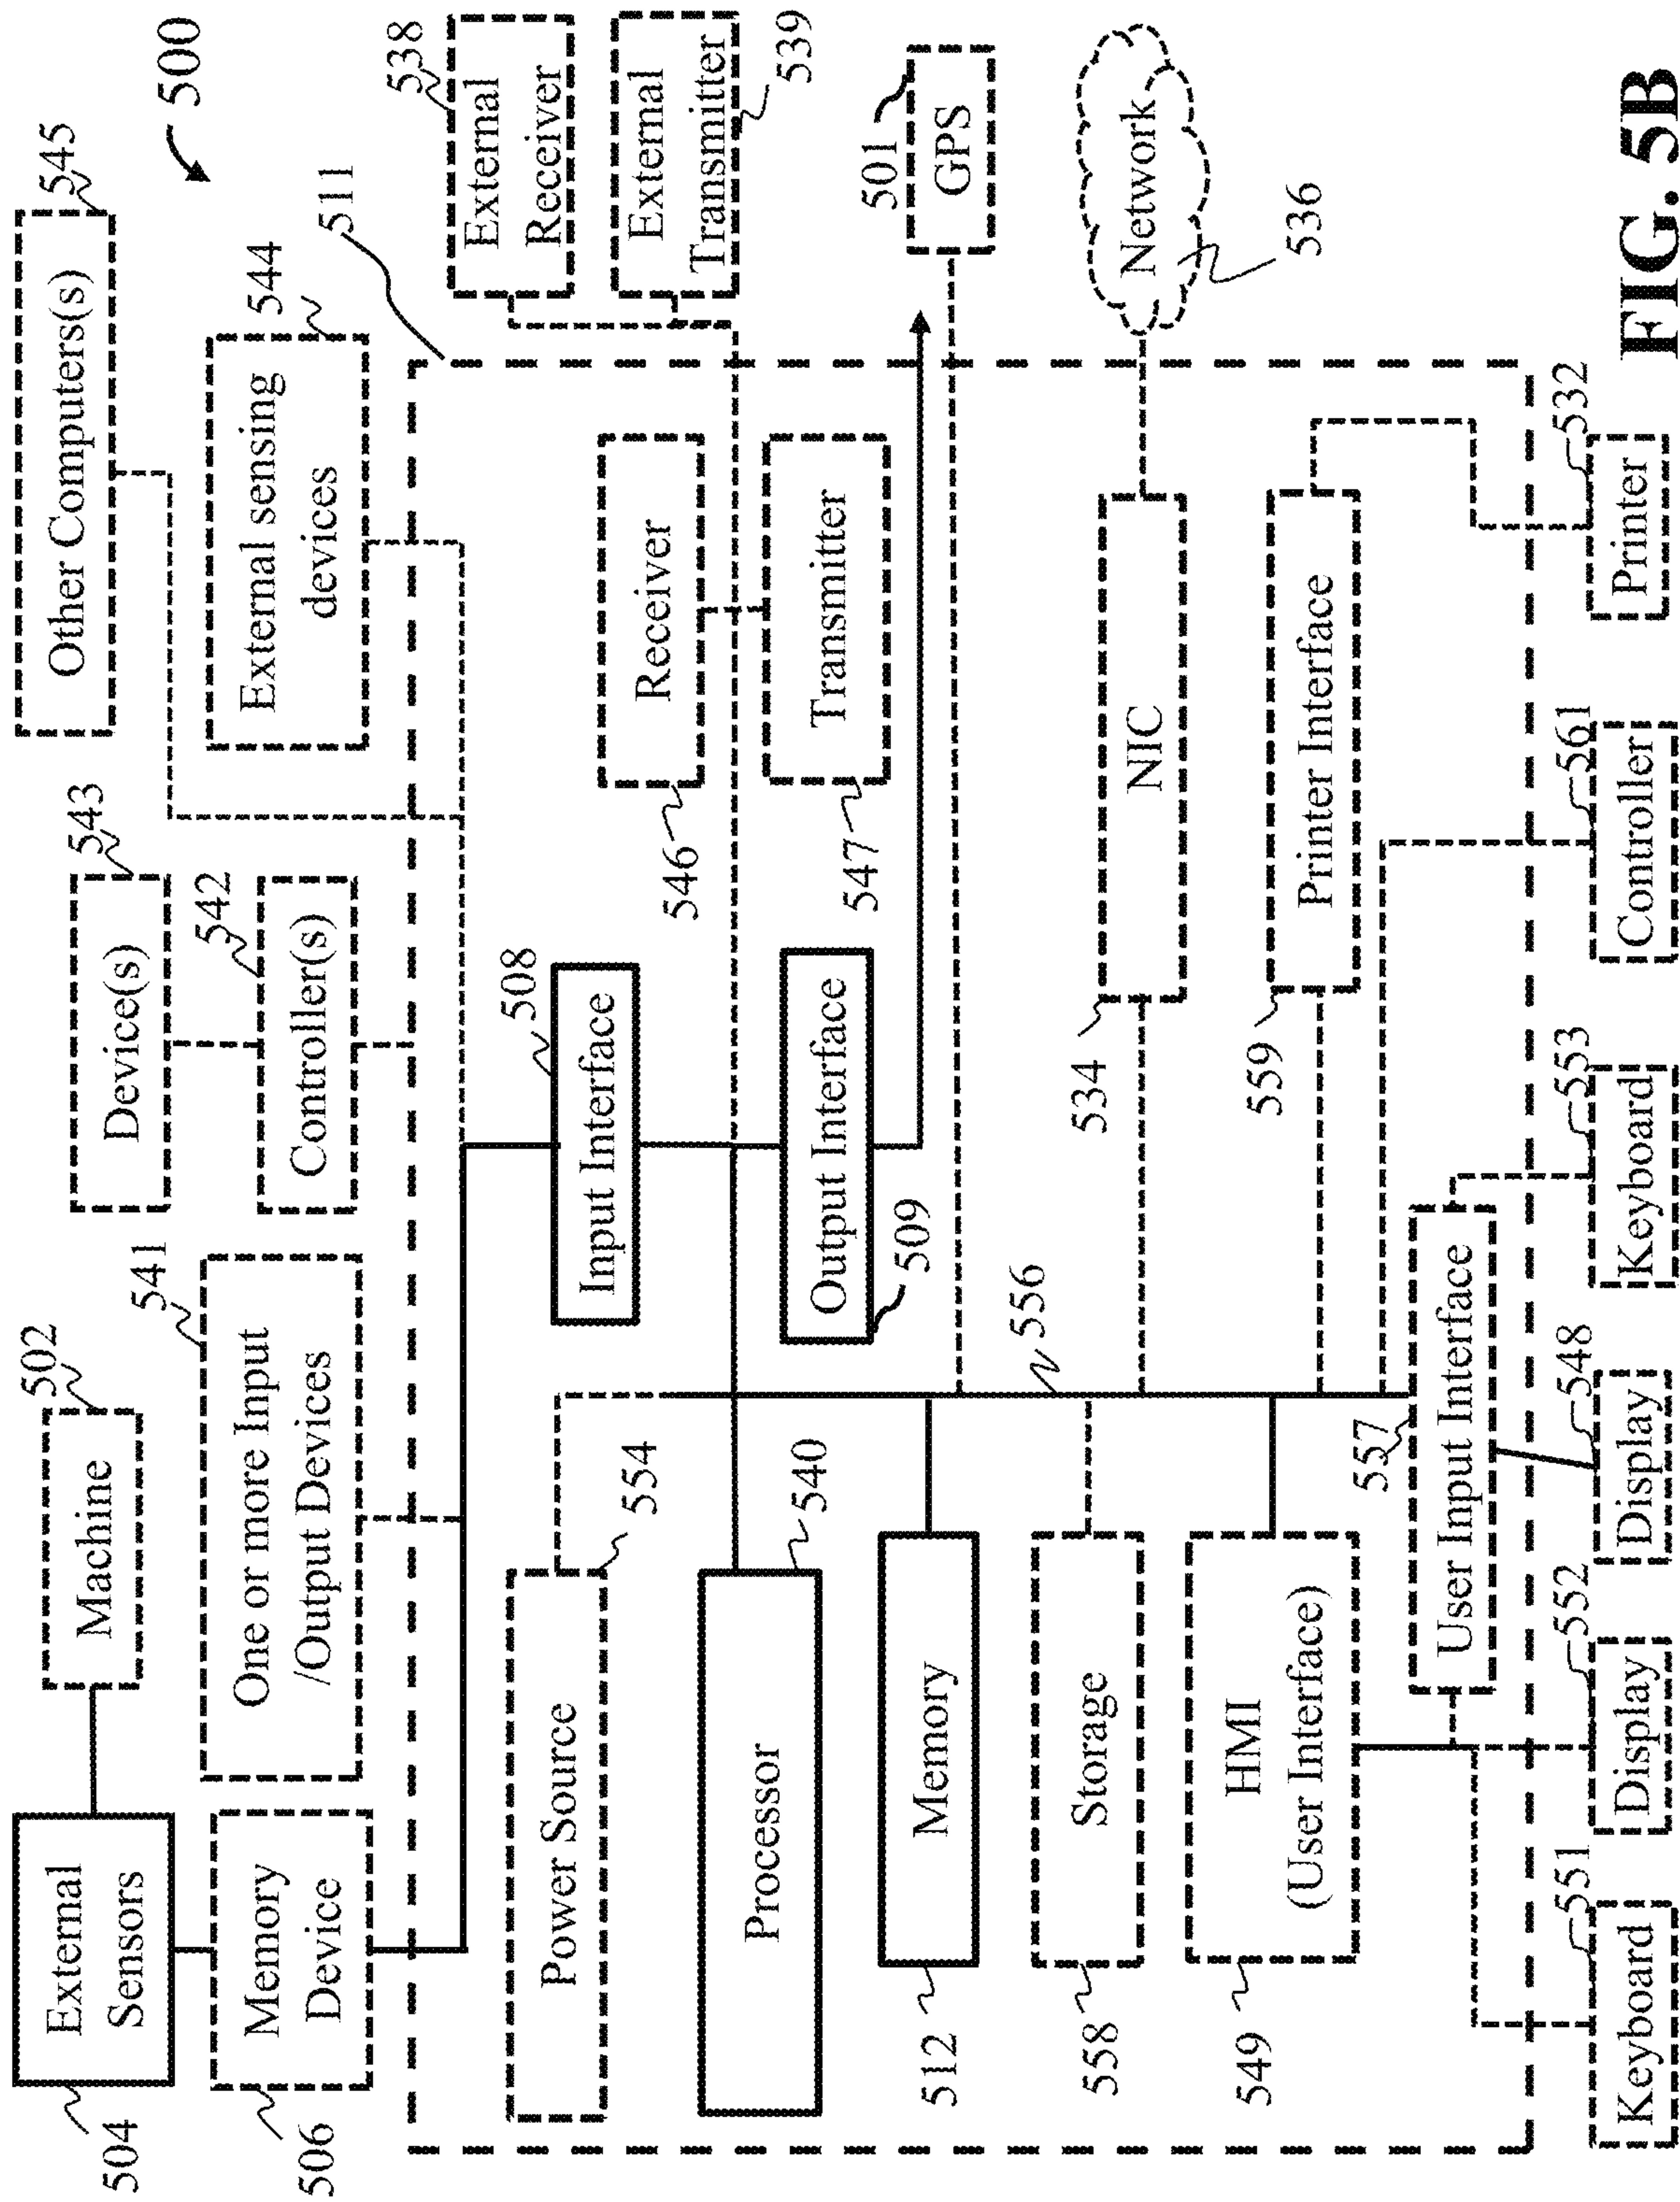 500
Other Computers(s)
545
Device(s)
543
502
Machine
External
Sensors
504
External sensing
devices
544
Controller(s)
542
541
One or more Input
/Output Devices
Memory
Device
506
511
538
External
Receiver
External
Transmitter
539
508
Input Interface
Receiver
546
Power Source
554
Processor
540
Output Interface
509
Transmitter
547
501
GPS
Memory
512
556
534
NIC
Network
536
Storage
558
559
Printer Interface
HMI
(User Interface)
549
557
User Input Interface
551
Keyboard
552
Display
548
Display
553
Keyboard
561
Controller
532
Printer
FIG. 5B